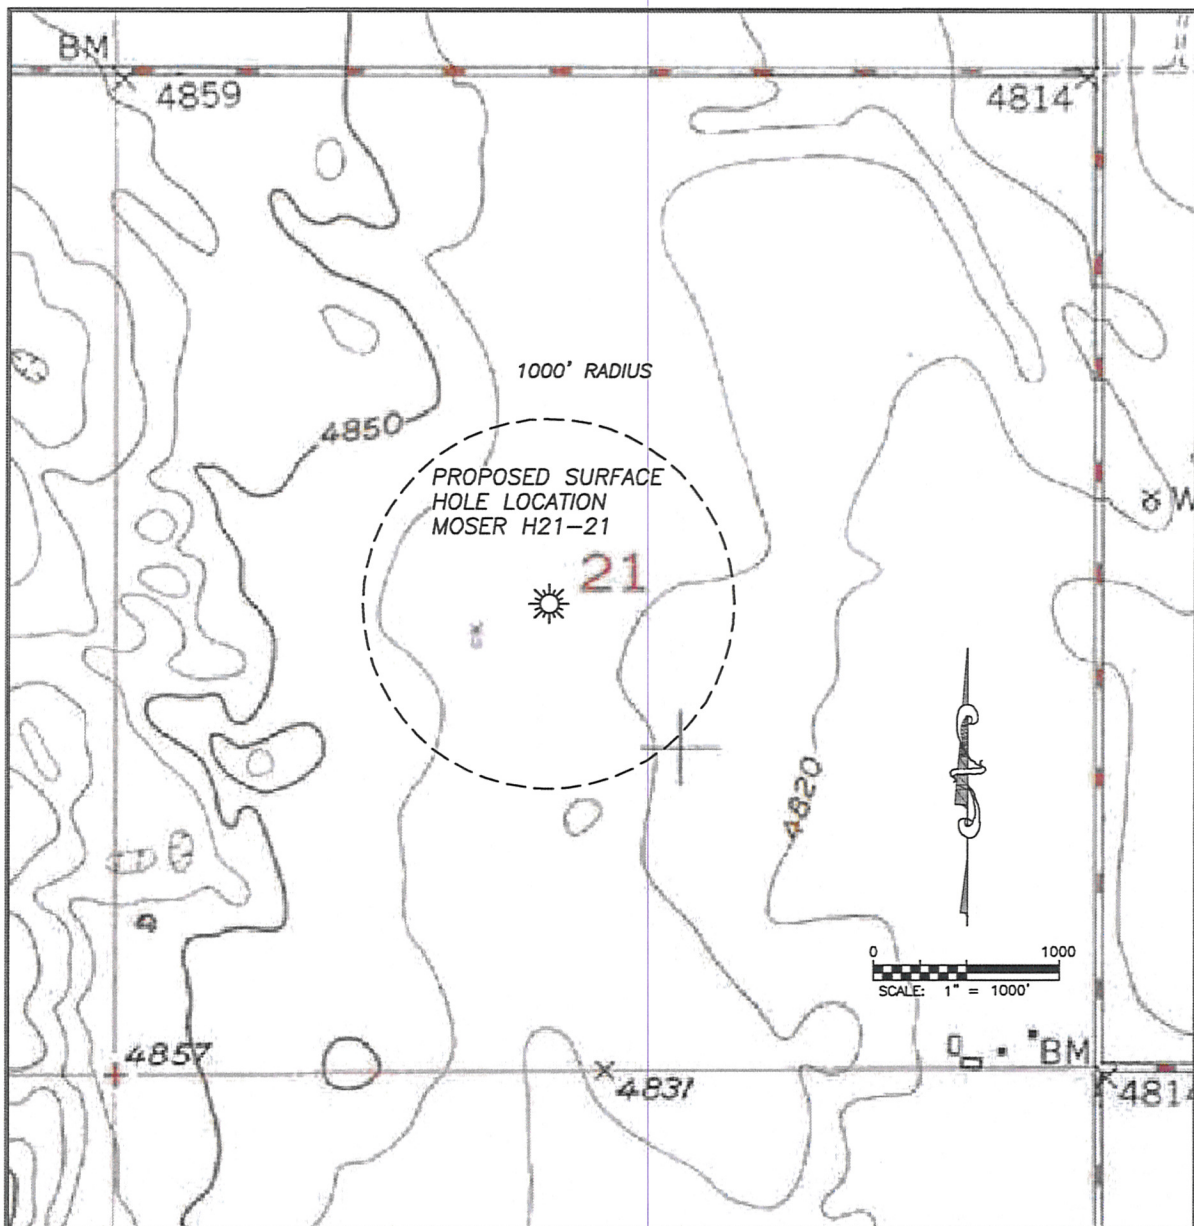 BM
4859
4814
1000' RADIUS
4850
PROPOSED SURFACE
HOLE LOCATION
MOSER H21-21
21
W
4820
0 1000
SCALE: 1" = 1000'
4857
4831
BM
4814